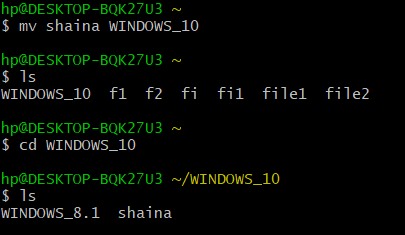 hp@DESKTOP-BQK27U3 ~
$ mv shaina WINDOWS_10
hp@DESKTOP-BQK27U3 ~
$ ls
WINDOWS_10  f1  f2  fi  fi1  file1  file2
hp@DESKTOP-BQK27U3 ~
$ cd WINDOWS_10
hp@DESKTOP-BQK27U3 ~/WINDOWS_10
$ ls
WINDOWS_8.1  shaina